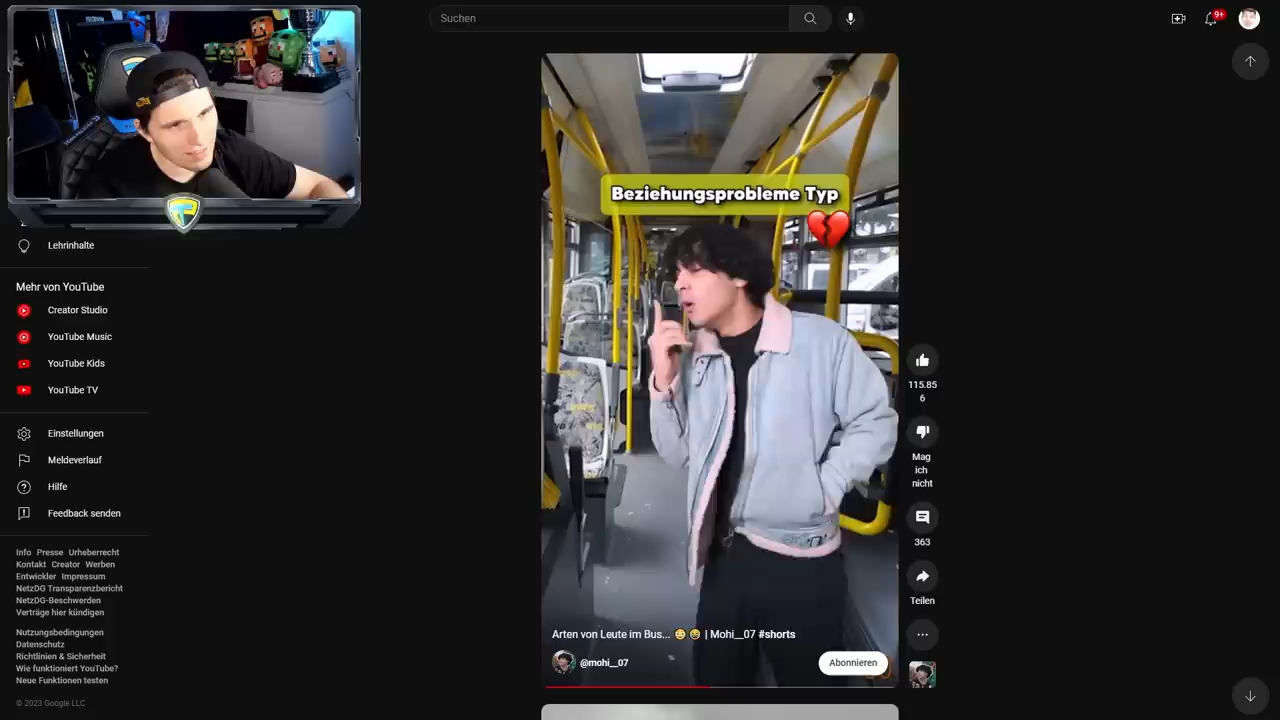 Suchen
9+
Lehrinhalte
Mehr von YouTube
Creator Studio
YouTube Music
YouTube Kids
YouTube TV
Einstellungen
Meldeverlauf
Hilfe
Feedback senden
Info Presse Urheberrecht
Kontakt Creator Werben
Entwickler Impressum
NetzDG Transparenzbericht
NetzDG-Beschwerden
Verträge hier kündigen
Nutzungsbedingungen
Datenschutz
Richtlinien & Sicherheit
Wie funktioniert YouTube?
Neue Funktionen testen
© 2023 Google LLC
Beziehungsprobleme Typ
Arten von Leute im Bus... 😳 😂 | Mohi__07 #shorts
@mohi__07
Abonnieren
115.85
6
Mag
ich
nicht
363
Teilen